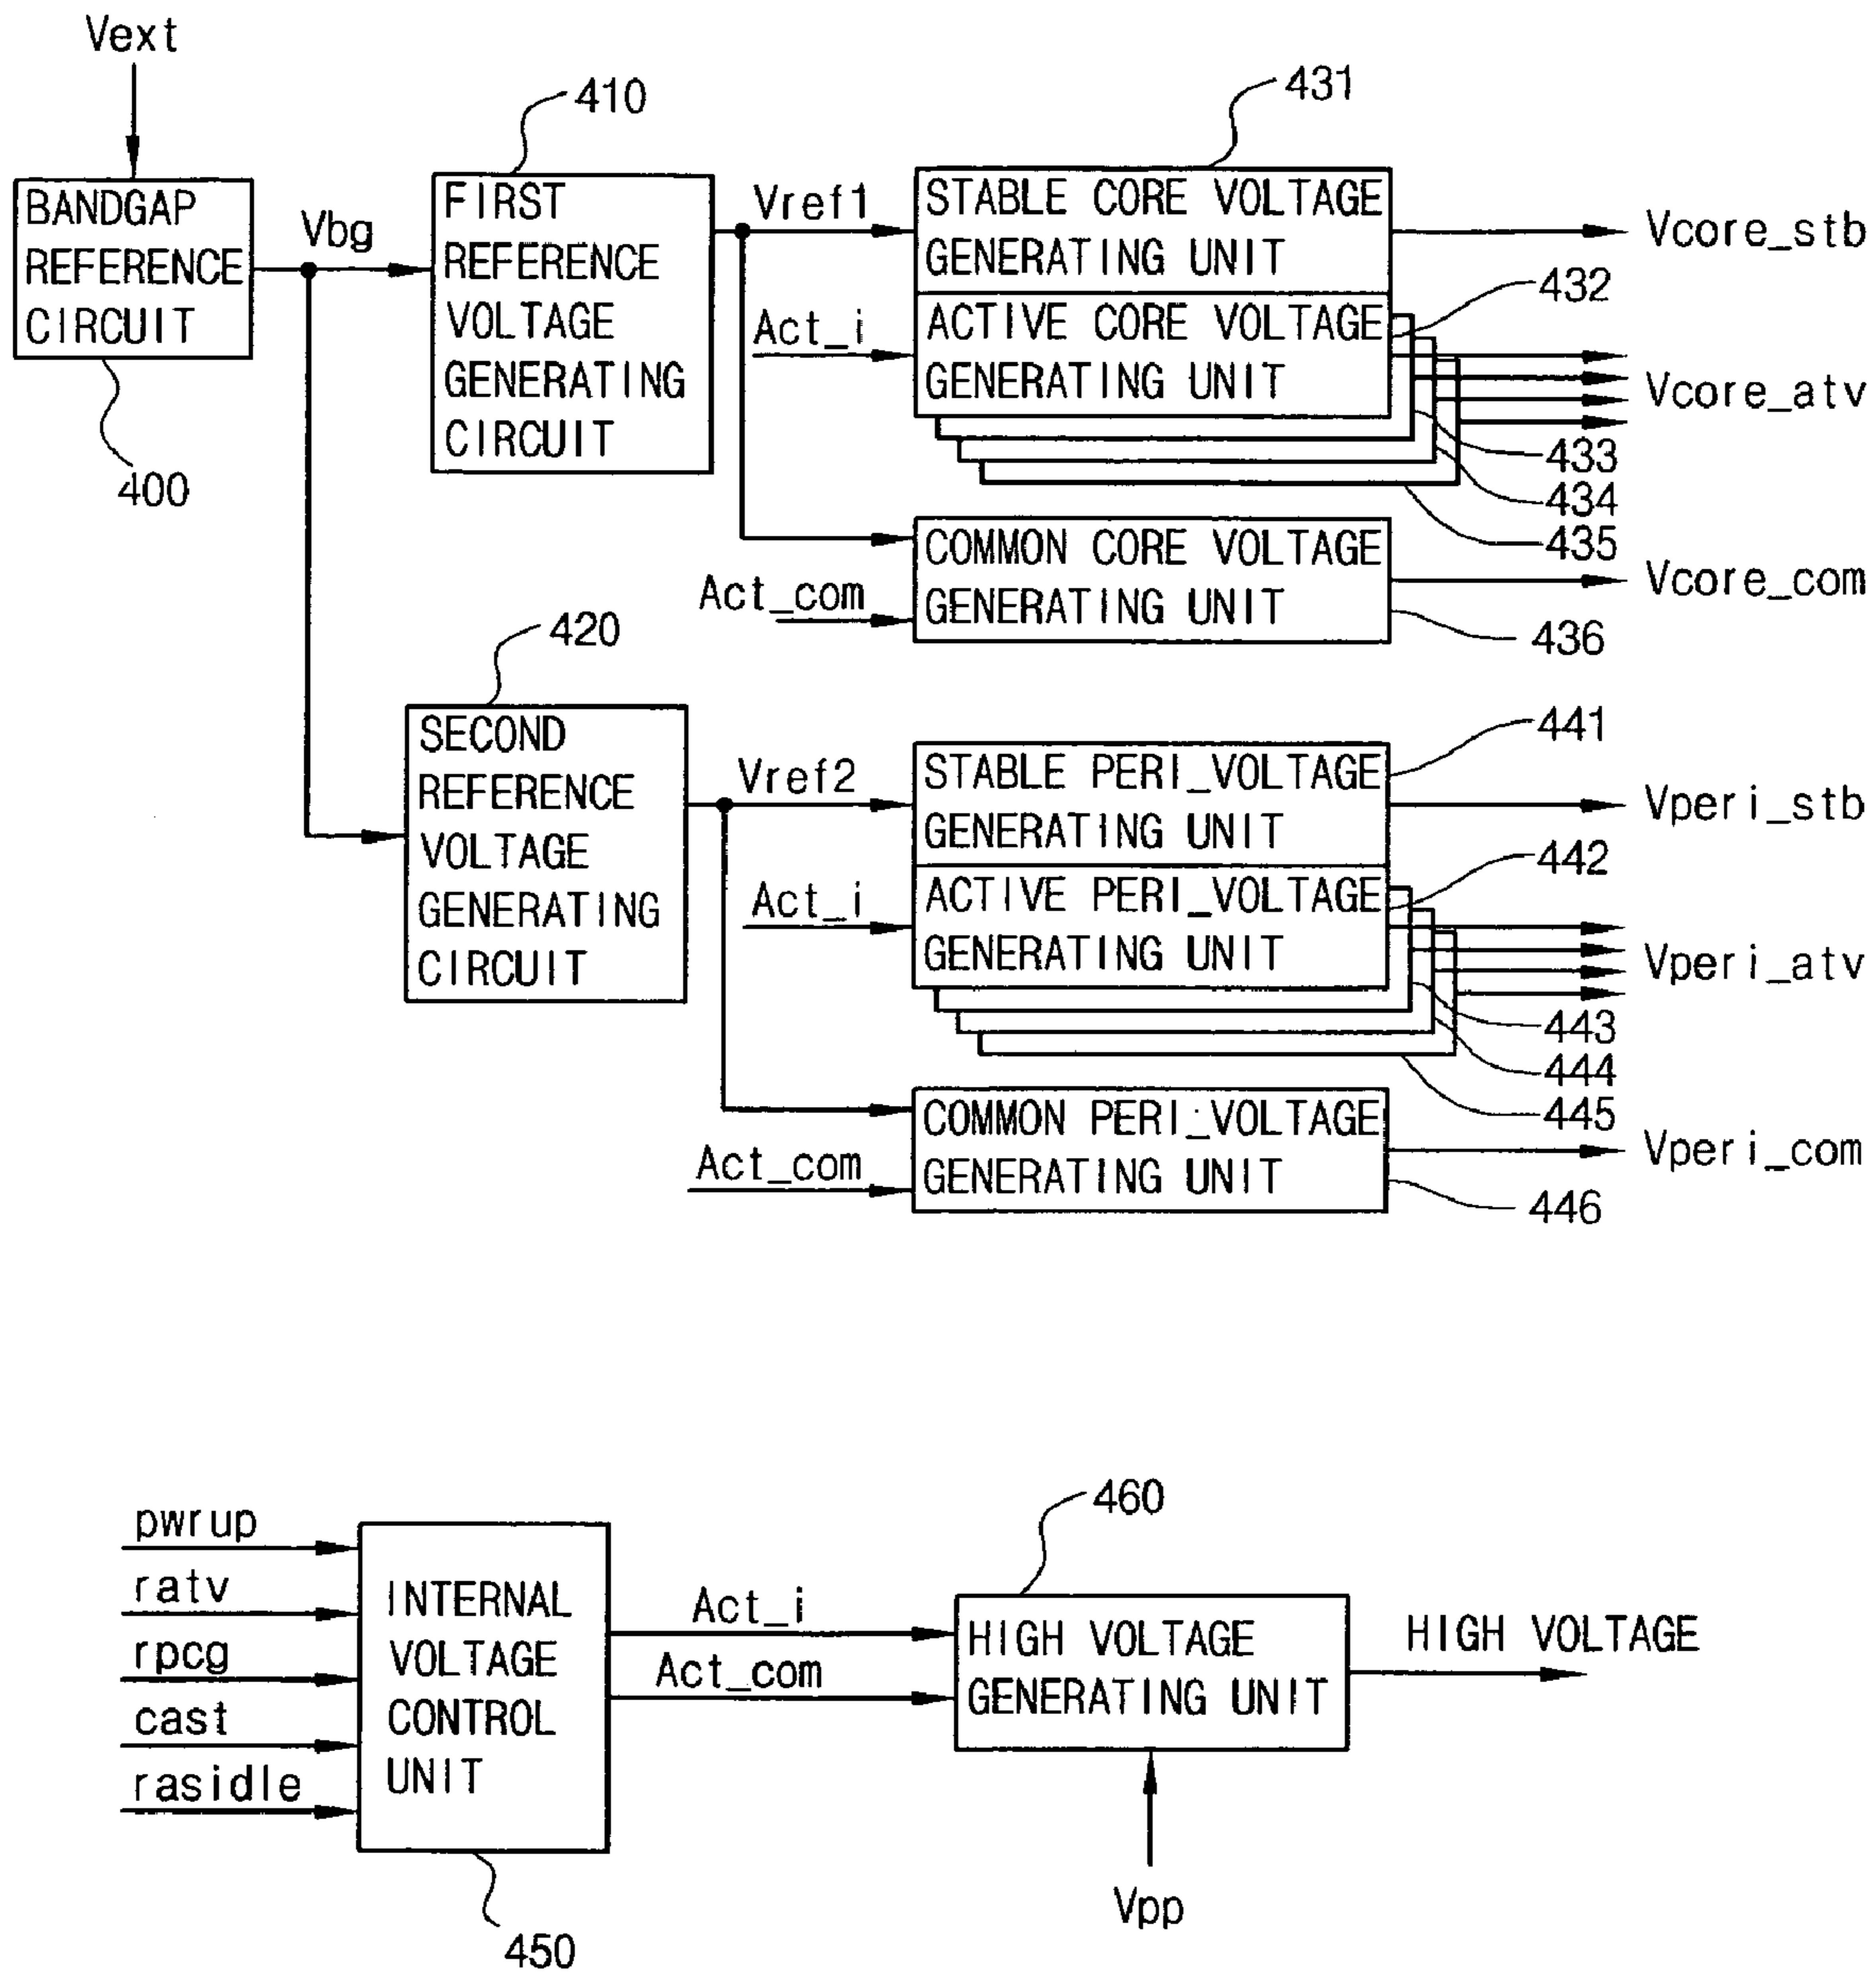 Vext
410
431
BANDGAP
REFERENCE
CIRCUIT
Vbg
400
FIRST
REFERENCE
VOLTAGE
GENERATING
CIRCUIT
Vref1
STABLE CORE VOLTAGE
GENERATING UNIT
Vcore_stb
432
Act_i
ACTIVE CORE VOLTAGE
GENERATING UNIT
Vcore_atv
433
434
435
COMMON CORE VOLTAGE
GENERATING UNIT
Act_com
Vcore_com
436
420
SECOND
REFERENCE
VOLTAGE
GENERATING
CIRCUIT
Vref2
441
STABLE PERI_VOLTAGE
GENERATING UNIT
Vperi_stb
442
Act_i
ACTIVE PERI_VOLTAGE
GENERATING UNIT
Vperi_atv
443
444
445
COMMON PERI_VOLTAGE
GENERATING UNIT
Act_com
Vperi_com
446
pwrup
ratv
rpcg
cast
rasidle
INTERNAL
VOLTAGE
CONTROL
UNIT
450
Act_i
Act_com
460
HIGH VOLTAGE
GENERATING UNIT
HIGH VOLTAGE
Vpp